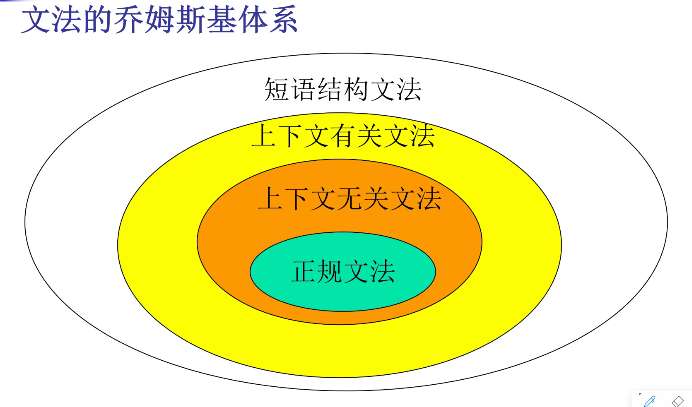 文法的乔姆斯基体系
短语结构文法
上下文有关文法
上下文无关文法
正规文法